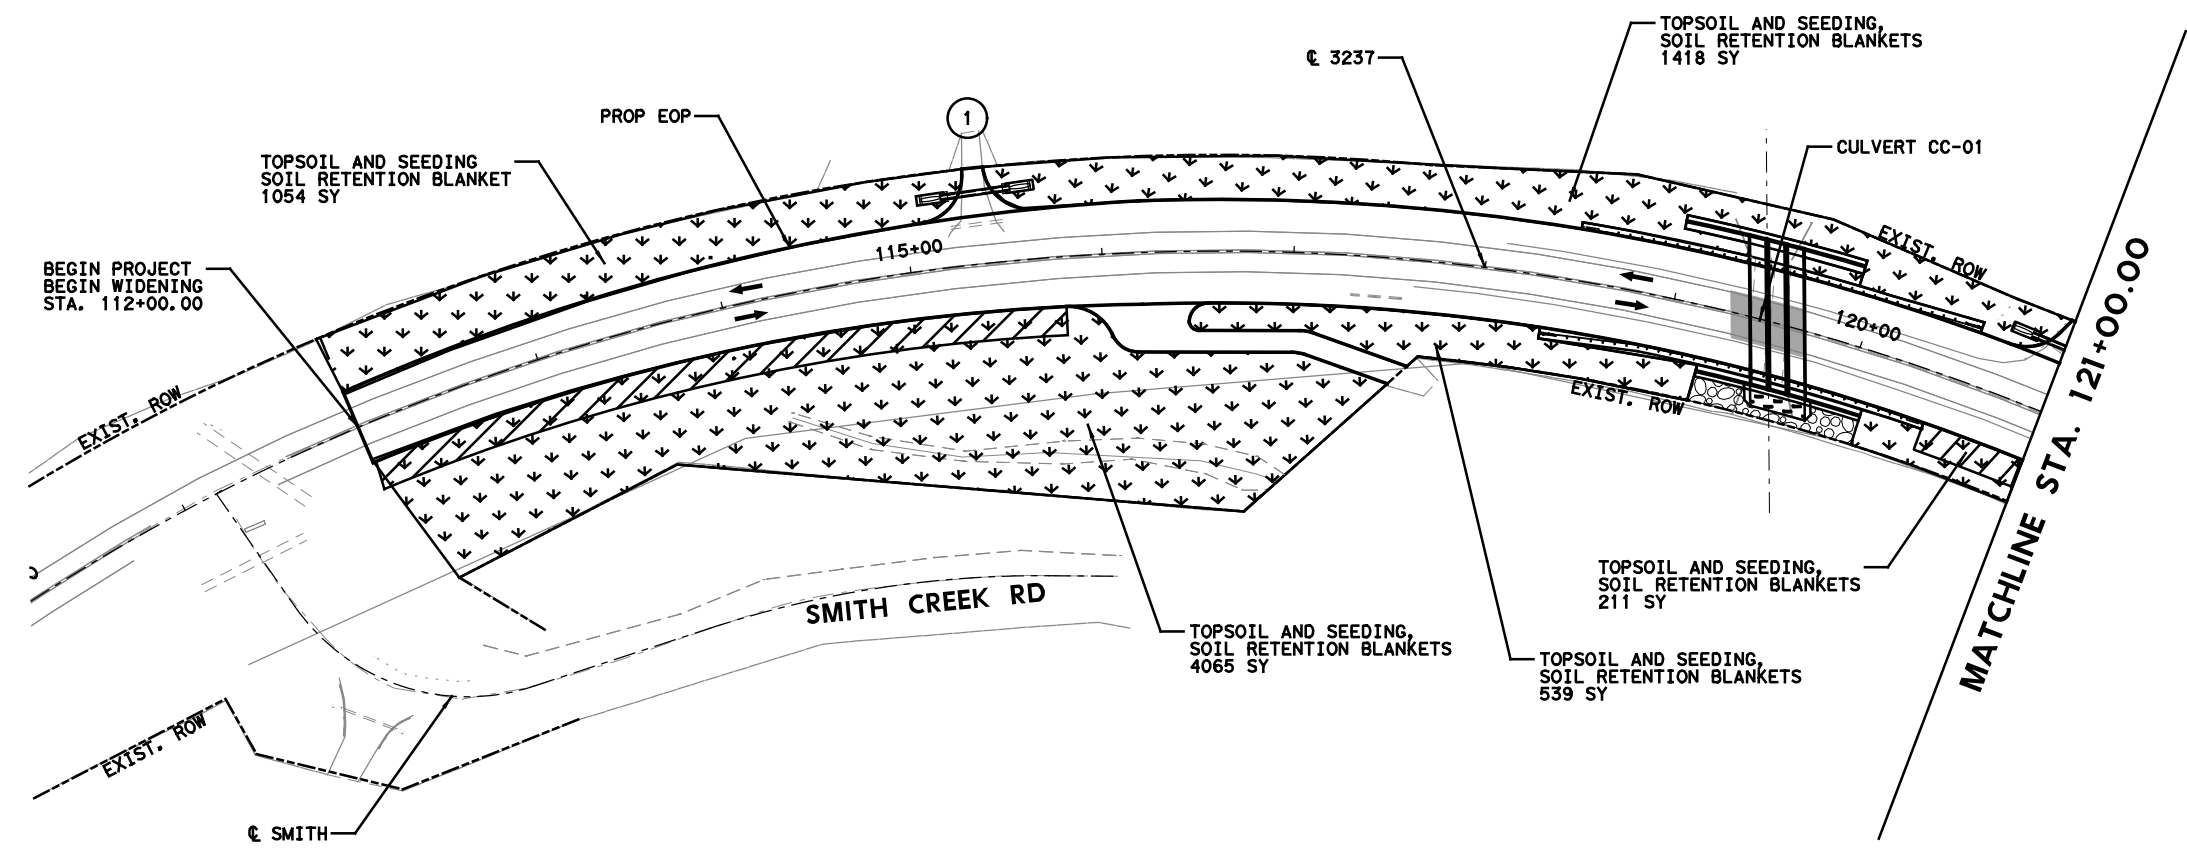 TOPSOIL AND SEEDING,
SOIL RETENTION BLANKETS
1418 SY
℄ 3237
PROP EOP
1
CULVERT CC-01
TOPSOIL AND SEEDING
SOIL RETENTION BLANKET
1054 SY
EXIST. ROW
115+00
BEGIN PROJECT
BEGIN WIDENING
STA. 112+00.00
120+00
EXIST. ROW
EXIST. ROW
MATCHLINE STA. 121+00.00
TOPSOIL AND SEEDING,
SOIL RETENTION BLANKETS
211 SY
SMITH CREEK RD
TOPSOIL AND SEEDING,
SOIL RETENTION BLANKETS
4065 SY
TOPSOIL AND SEEDING,
SOIL RETENTION BLANKETS
539 SY
EXIST. ROW
℄ SMITH